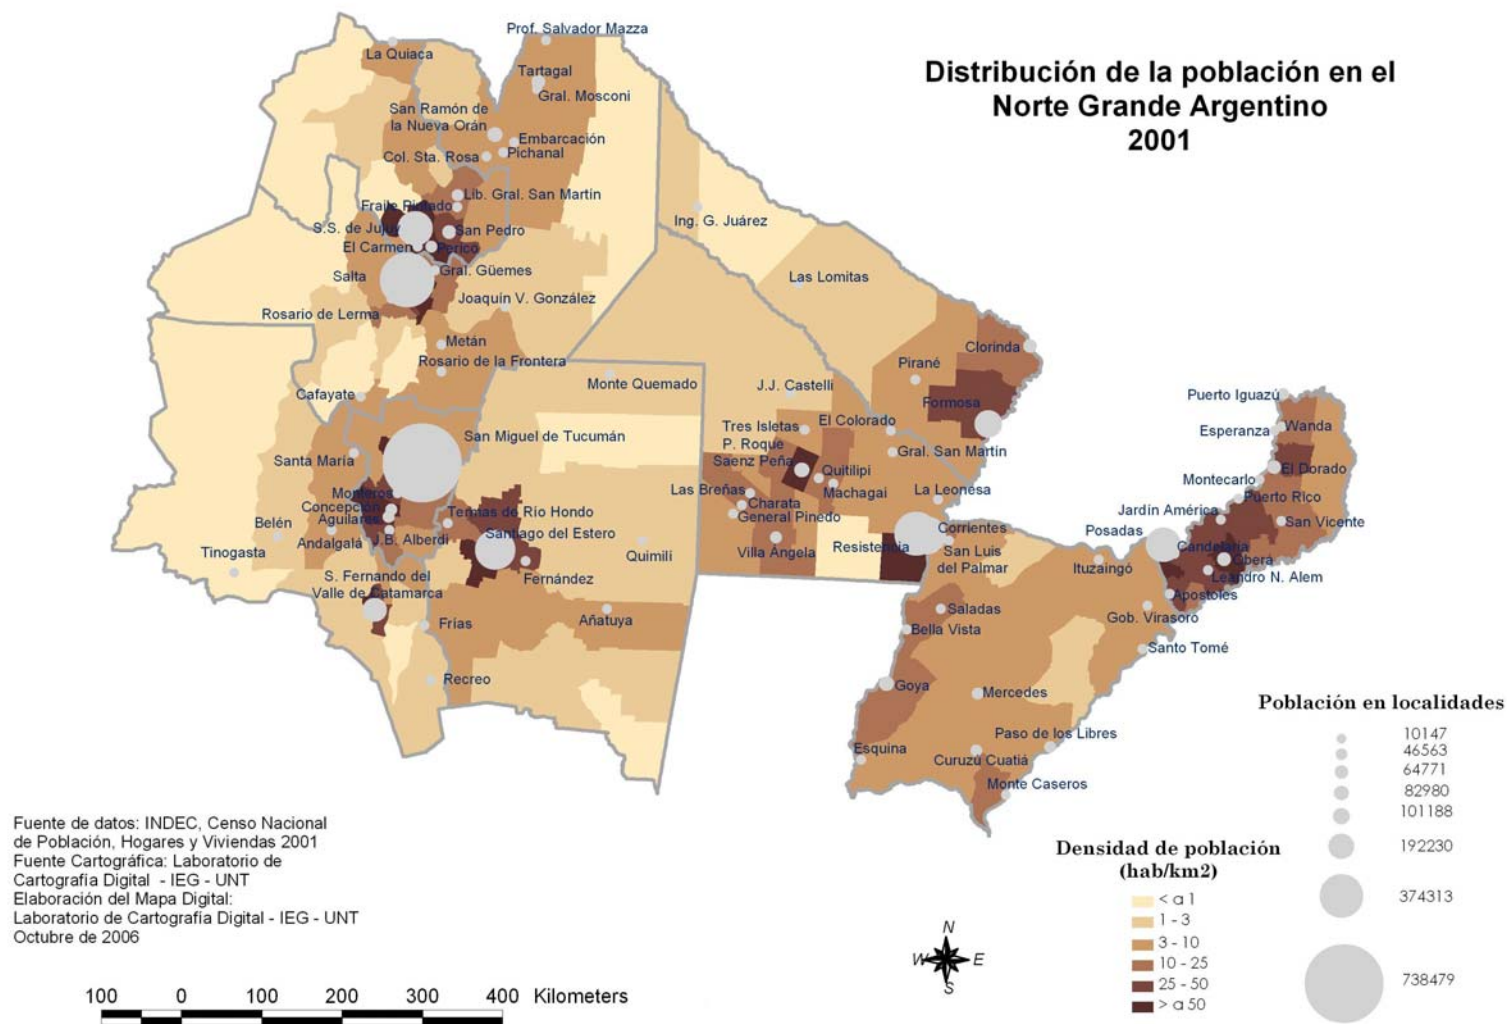 Distribución de la población en el
Norte Grande Argentino
2001
Prof. Salvador Mazza
La Quiaca
Tartagal
Gral. Mosconi
San Ramón de
la Nueva Orán
Embarcación
Pichanal
Col. Sta. Rosa
Lib. Gral. San Martín
Fraile Pintado
S.S. de Jujuy
San Pedro
El Carmen
Perico
Salta
Gral. Güemes
Joaquín V. González
Rosario de Lerma
Metán
Rosario de la Frontera
Cafayate
San Miguel de Tucumán
Santa María
Monteros
Concepción
Aguilares
J.B. Alberdi
Belén
Andalgalá
Tinogasta
Termas de Río Hondo
Santiago del Estero
Fernández
S. Fernando del
Valle de Catamarca
Frías
Recreo
Monte Quemado
Quimilí
Añatuya
Ing. G. Juárez
Las Lomitas
Clorinda
Pirané
Formosa
J.J. Castelli
El Colorado
Tres Isletas
P. Roque
Saenz Peña
Quitilipi
Machagai
Gral. San Martín
La Leonesa
Las Breñas
Charata
General Pinedo
Villa Angela
Resistencia
Corrientes
San Luis
del Palmar
Ituzaingó
Saladas
Bella Vista
Goya
Mercedes
Esquina
Curuzú Cuatiá
Paso de los Libres
Monte Caseros
Gob. Virasoro
Santo Tomé
Puerto Iguazú
Esperanza
Wanda
El Dorado
Montecarlo
Puerto Rico
Jardín América
San Vicente
Posadas
Candelaria
Oberá
Leandro N. Alem
Apostoles
Población en localidades
10147
46563
64771
82980
101188
192230
374313
738479
Densidad de población
(hab/km2)
< a 1
1 - 3
3 - 10
10 - 25
25 - 50
> a 50
N
W
E
S
Fuente de datos: INDEC, Censo Nacional
de Población, Hogares y Viviendas 2001
Fuente Cartográfica: Laboratorio de
Cartografía Digital - IEG - UNT
Elaboración del Mapa Digital:
Laboratorio de Cartografía Digital - IEG - UNT
Octubre de 2006
100 0 100 200 300 400 Kilometers